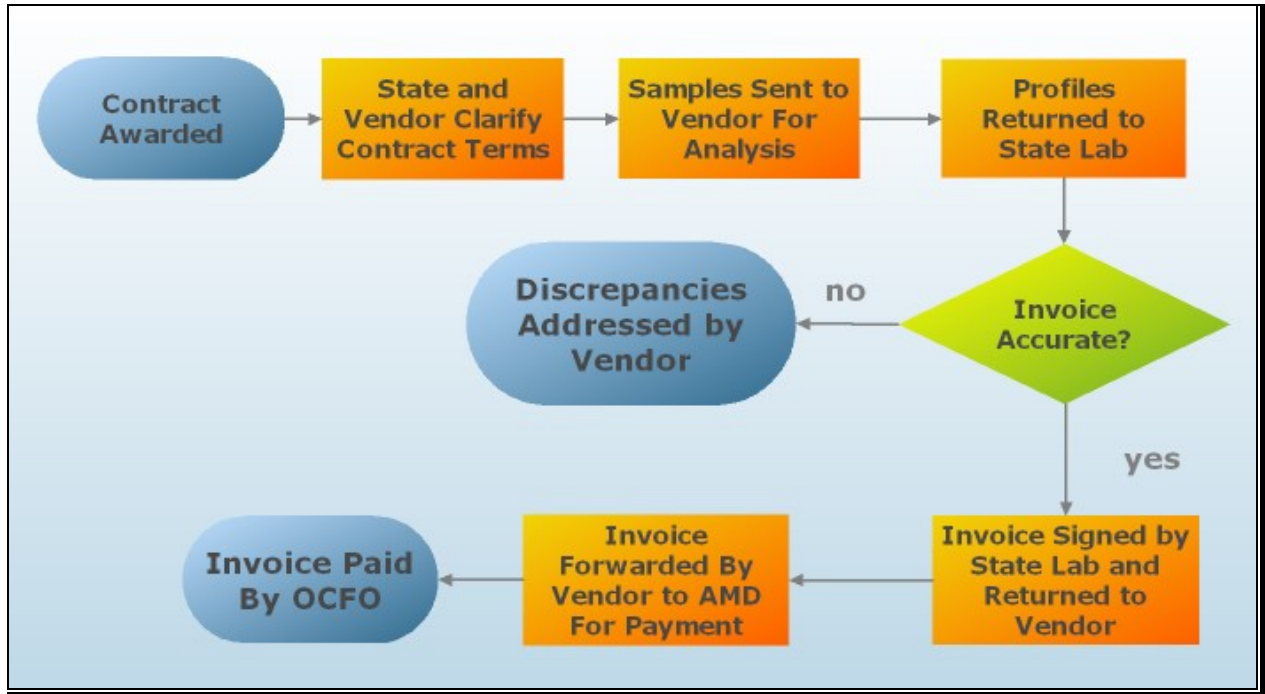 Contract
Awarded
State and
Vendor Clarify
Contract Terms
Samples Sent to
Vendor For
Analysis
Profiles
Returned to
State Lab
Invoice
Accurate?
no
Discrepancies
Addressed by
Vendor
yes
Invoice Signed by
State Lab and
Returned to
Vendor
Invoice
Forwarded By
Vendor to AMD
For Payment
Invoice Paid
By OCFO